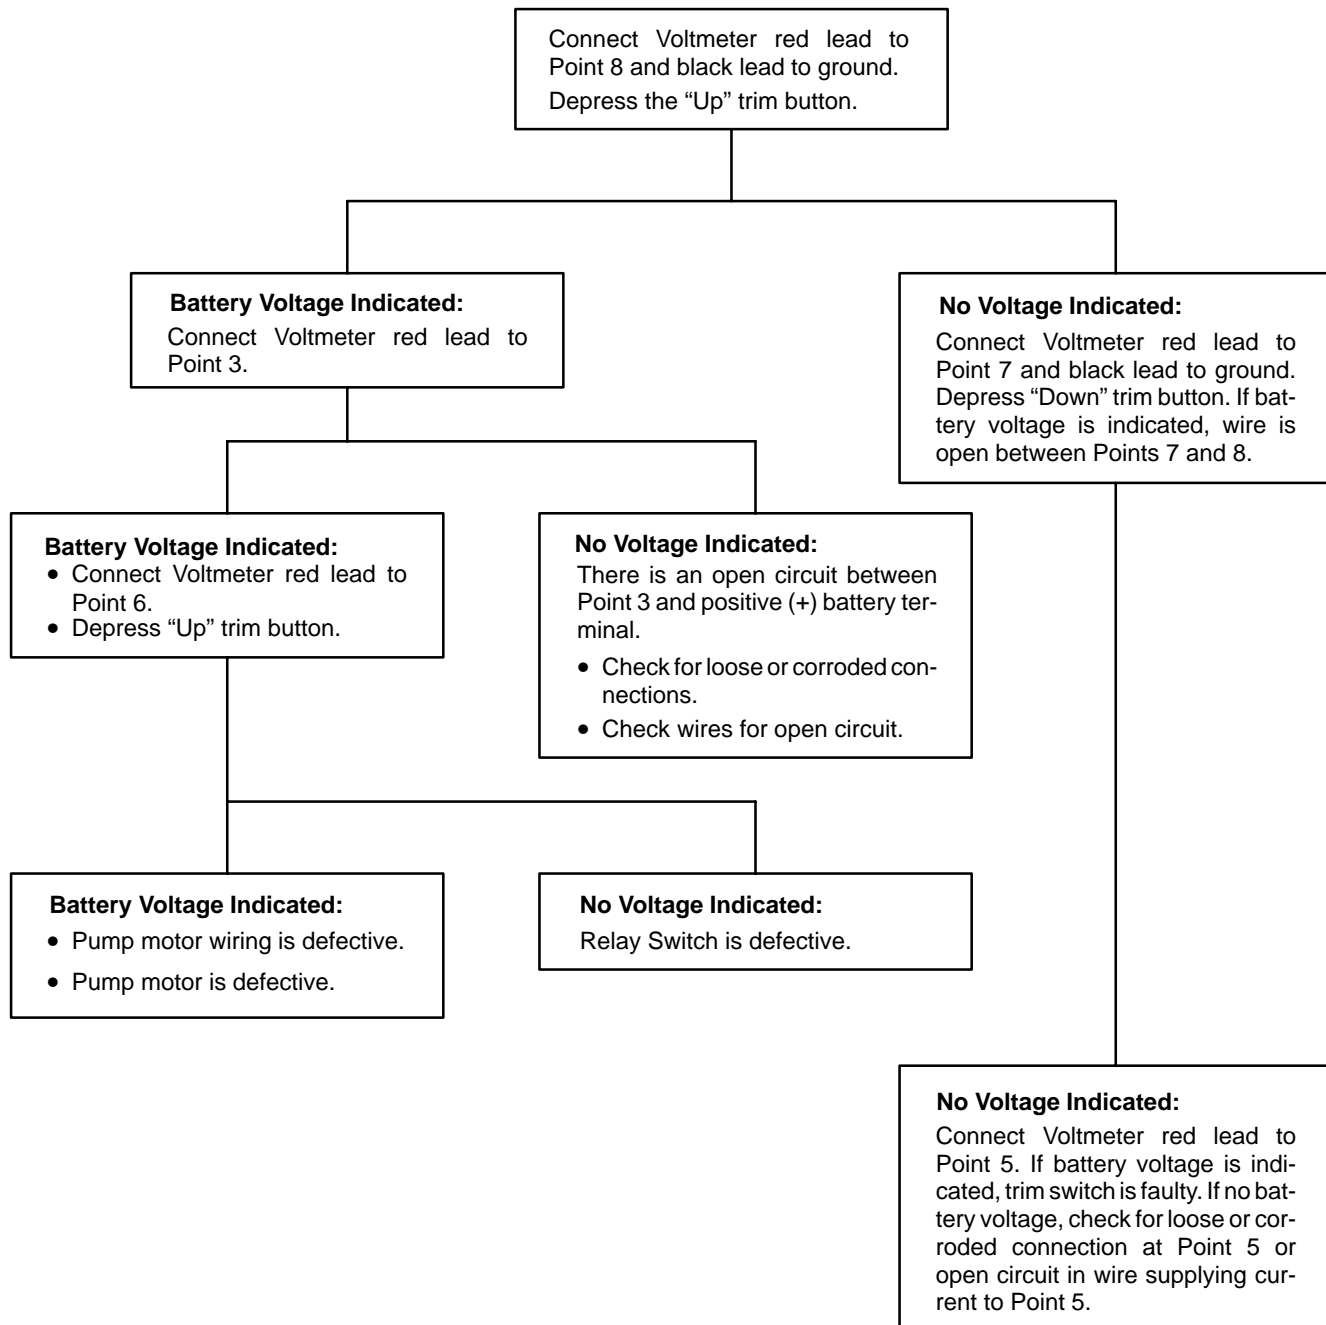 Connect Voltmeter red lead to
Point 8 and black lead to ground.
Depress the “Up” trim button.
Battery Voltage Indicated:
Connect Voltmeter red lead to
Point 3.
No Voltage Indicated:
Connect Voltmeter red lead to
Point 7 and black lead to ground.
Depress “Down” trim button. If bat-
tery voltage is indicated, wire is
open between Points 7 and 8.
Battery Voltage Indicated:
• Connect Voltmeter red lead to
Point 6.
• Depress “Up” trim button.
No Voltage Indicated:
There is an open circuit between
Point 3 and positive (+) battery ter-
minal.
• Check for loose or corroded con-
nections.
• Check wires for open circuit.
Battery Voltage Indicated:
• Pump motor wiring is defective.
• Pump motor is defective.
No Voltage Indicated:
Relay Switch is defective.
No Voltage Indicated:
Connect Voltmeter red lead to
Point 5. If battery voltage is indi-
cated, trim switch is faulty. If no bat-
tery voltage, check for loose or cor-
roded connection at Point 5 or
open circuit in wire supplying cur-
rent to Point 5.